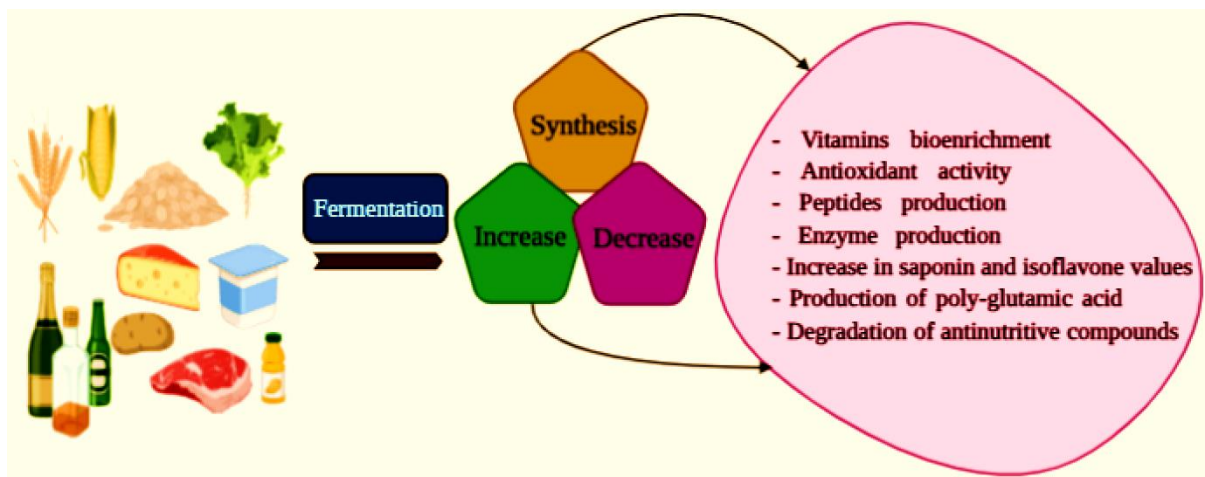 Synthesis
Fermentation
Increase
Decrease
- Vitamins bioenrichment
- Antioxidant activity
- Peptides production
- Enzyme production
- Increase in saponin and isoflavone values
- Production of poly-glutamic acid
- Degradation of antinutritive compounds